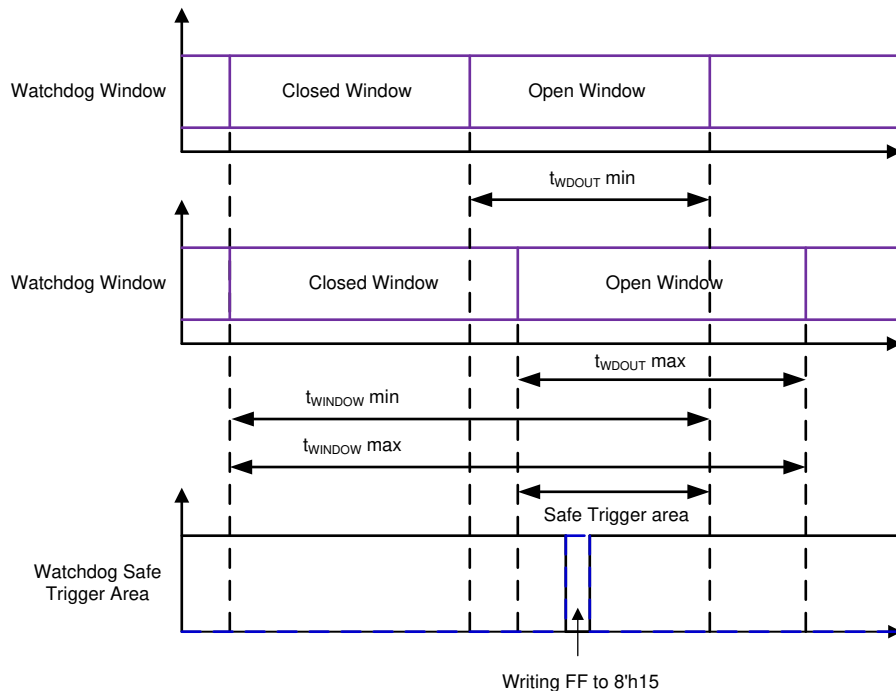 Watchdog Window
Closed Window
Open Window
tWDOUT min
Watchdog Window
Closed Window
Open Window
tWDOUT max
tWINDOW min
tWINDOW max
Safe Trigger area
Watchdog Safe
Trigger Area
Writing FF to 8'h15